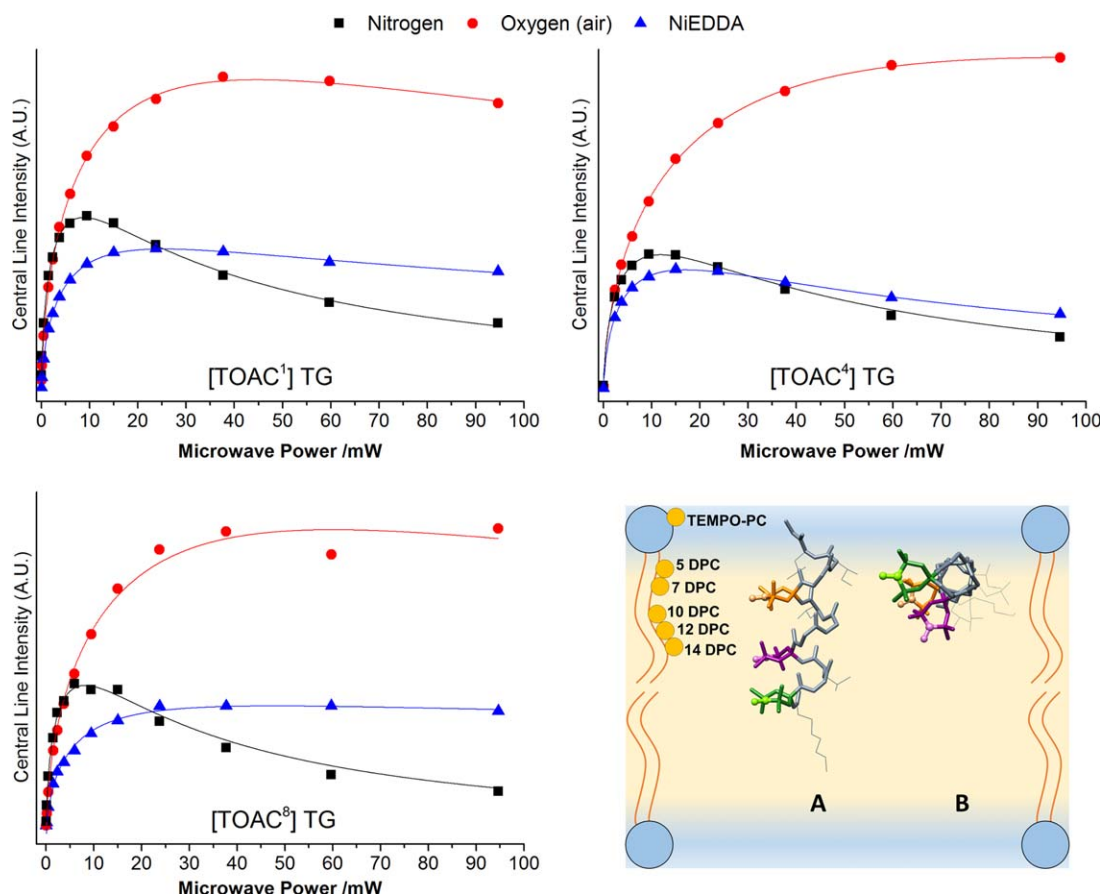 Nitrogen Oxygen (air) NiEDDA
Central Line Intensity (A.U.)
0 10 20 30 40 50 60 70 80 90 100
Microwave Power /mW
[TOAC¹] TG
Central Line Intensity (A.U.)
0 10 20 30 40 50 60 70 80 90 100
Microwave Power /mW
[TOAC⁴] TG
Central Line Intensity (A.U.)
0 10 20 30 40 50 60 70 80 90 100
Microwave Power /mW
[TOAC⁸] TG
TEMPO-PC
5 DPC
7 DPC
10 DPC
12 DPC
14 DPC
A B